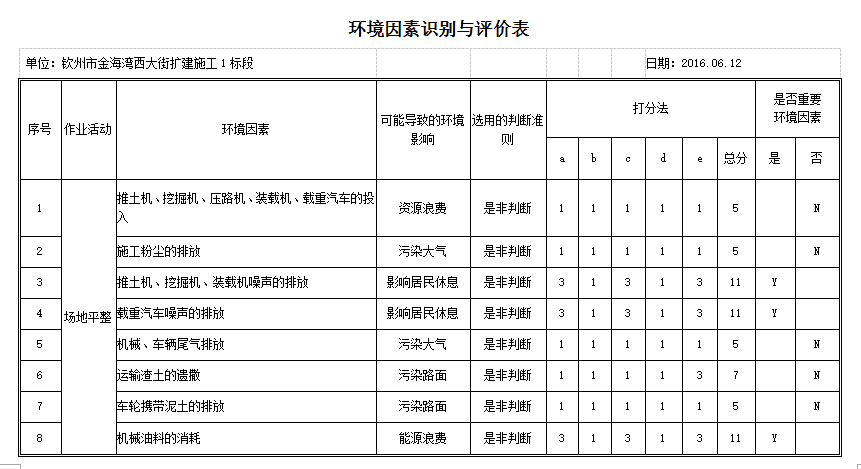 环境因素识别与评价表
单位：钦州市金海湾西大街扩建施工1标段 日期：2016.06.12
序号 作业活动 环境因素 可能导致的环境影响 选用的判断准则 打分法 是否重要环境因素
a b c d e 总分 是 否
1 场地平整 推土机、挖掘机、压路机、装载机、载重汽车的投入 资源浪费 是非判断 1 1 1 1 1 5 N
2 施工粉尘的排放 污染大气 是非判断 1 1 1 1 1 5 N
3 推土机、挖掘机、装载机噪声的排放 影响居民休息 是非判断 3 1 3 1 3 11 Y
4 载重汽车噪声的排放 影响居民休息 是非判断 3 1 3 1 3 11 Y
5 机械、车辆尾气排放 污染大气 是非判断 1 1 1 1 1 5 N
6 运输渣土的遗撒 污染路面 是非判断 1 1 1 1 3 7 N
7 车轮携带泥土的排放 污染路面 是非判断 1 1 1 1 1 5 N
8 机械油料的消耗 能源浪费 是非判断 3 1 3 1 3 11 Y